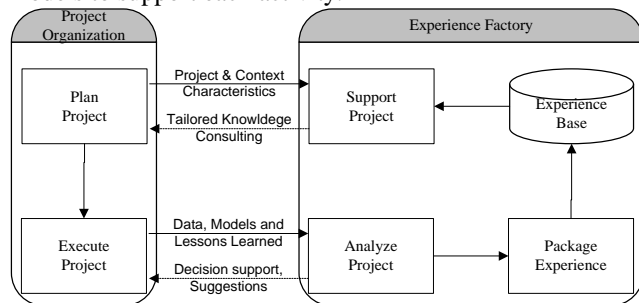 Project
Organization
Experience Factory
Plan
Project
Project & Context
Characteristics
Tailored Knowldege
Consulting
Support
Project
Experience
Base
Execute
Project
Data, Models and
Lessons Learned
Decision support,
Suggestions
Analyze
Project
Package
Experience